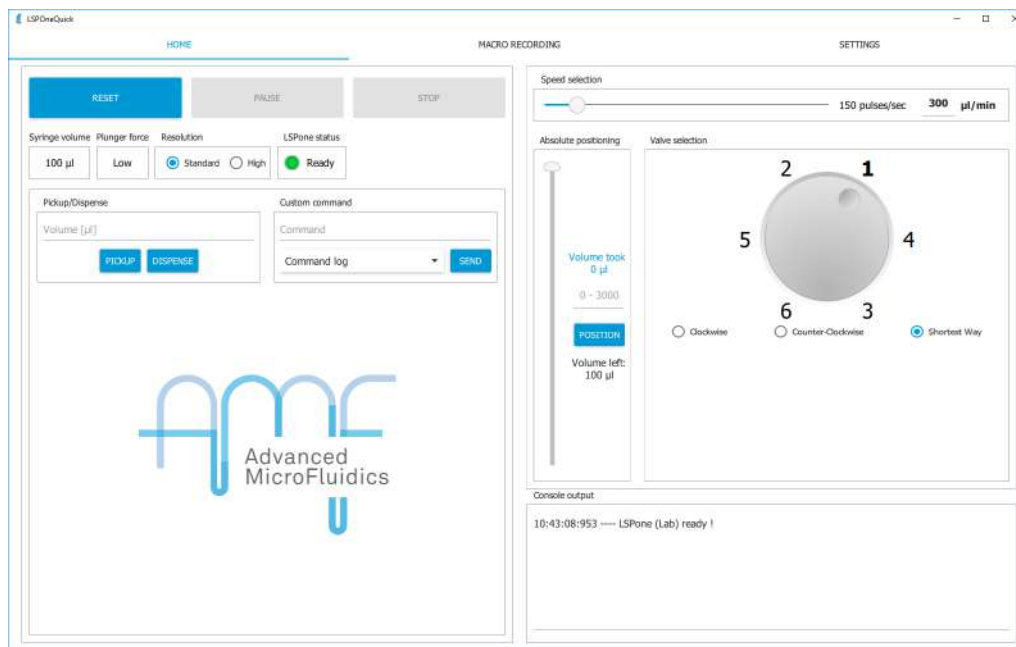 LSPOneQuick
HOME
MACRO RECORDING
SETTINGS
RESET
PAUSE
STOP
Syringe volume
Plunger force
Resolution
LSPone status
100 µl
Low
Standard
High
Ready
Pickup/Dispense
Custom command
Volume [µl]
Command
PICKUP
DISPENSE
Command log
SEND
Advanced
MicroFluidics
Speed selection
150 pulses/sec
300
µl/min
Absolute positioning
Valve selection
Volume took
0 µl
0 - 3000
POSITION
Volume left:
100 µl
2
1
5
4
6
3
Clockwise
Counter-Clockwise
Shortest Way
Console output
10:43:08:953 ---- LSPone (Lab) ready !